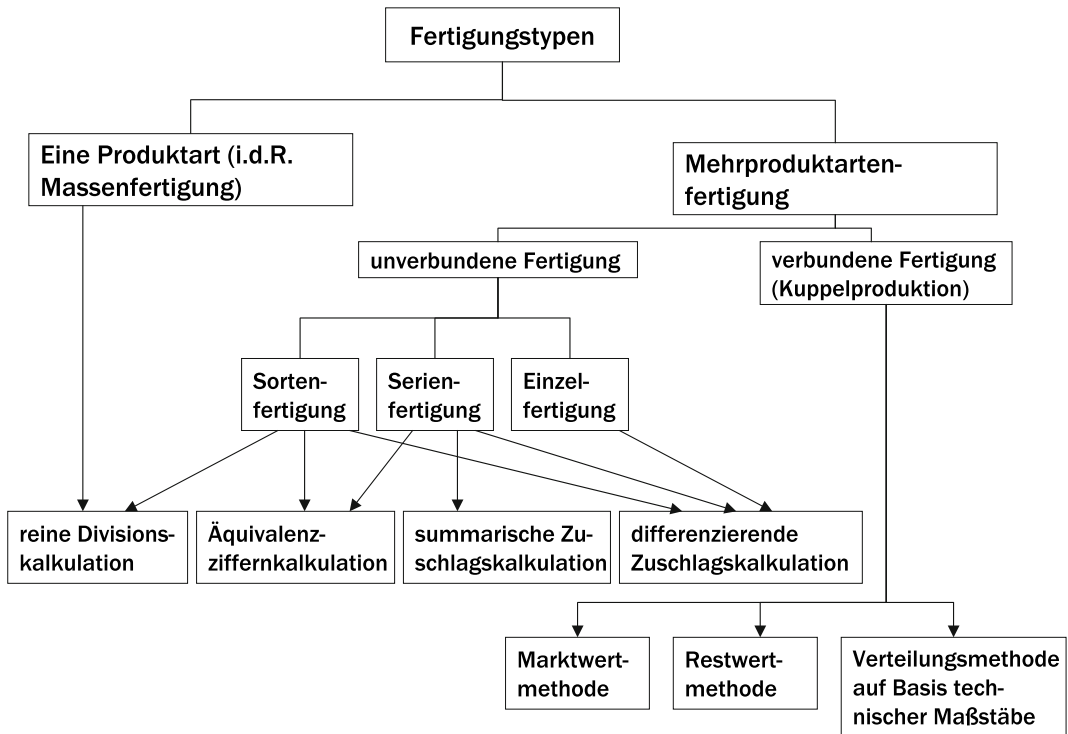 Fertigungstypen
Eine Produktart (i.d.R.
Massenfertigung)
Mehrproduktarten-
fertigung
unverbundene Fertigung
verbundene Fertigung
(Kuppelproduktion)
Sorten-
fertigung
Serien-
fertigung
Einzel-
fertigung
reine Divisions-
kalkulation
Äquivalenz-
ziffernkalkulation
summarische Zu-
schlagskalkulation
differenzierende
Zuschlagskalkulation
Marktwert-
methode
Restwert-
methode
Verteilungsmethode
auf Basis tech-
nischer Maßstäbe